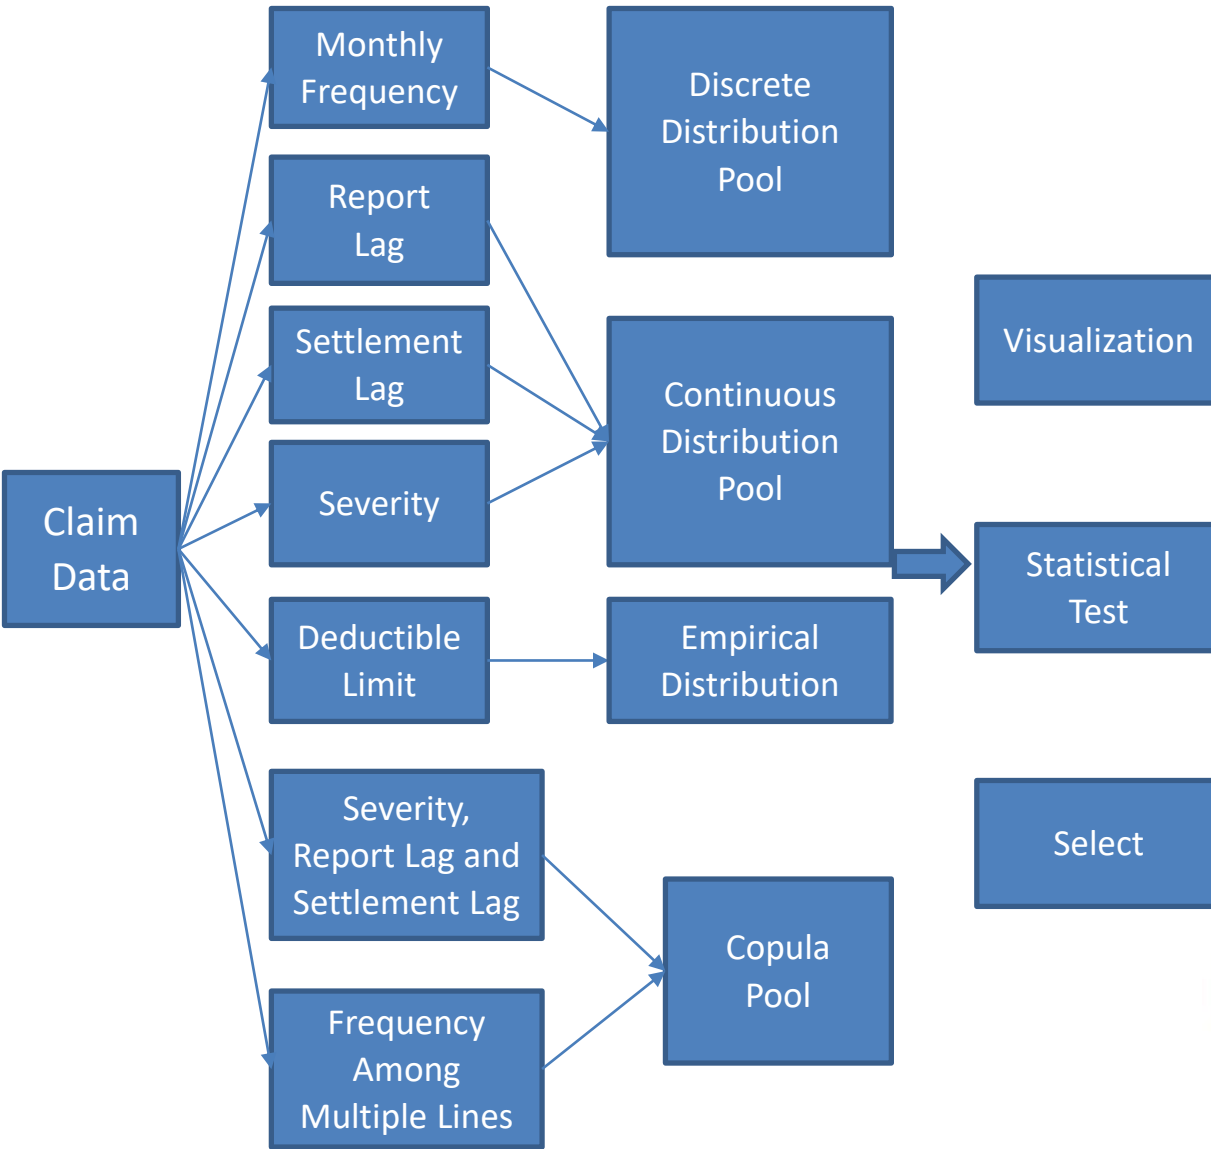 Monthly
Frequency
Report
Lag
Settlement
Lag
Severity
Claim
Data
Deductible
Limit
Severity,
Report Lag and
Settlement Lag
Frequency
Among
Multiple Lines
Discrete
Distribution
Pool
Continuous
Distribution
Pool
Empirical
Distribution
Copula
Pool
Visualization
Statistical
Test
Select